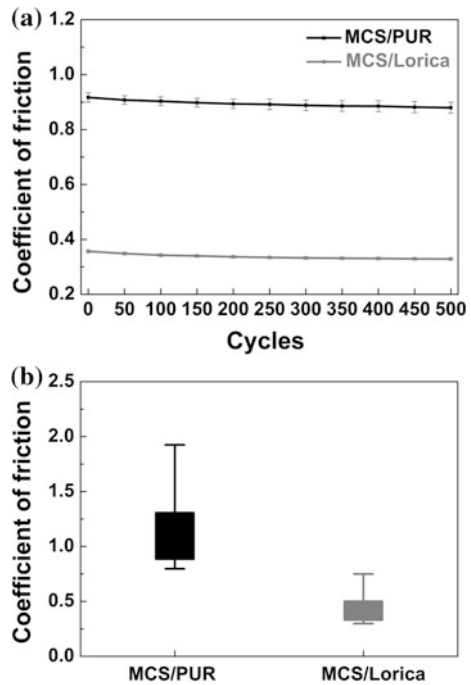 (a)
1.2
1.0
0.8
0.6
0.4
0.2
Coefficient of friction
MCS/PUR
MCS/Lorica
0 50 100 150 200 250 300 350 400 450 500
Cycles
(b)
2.5
2.0
1.5
1.0
0.5
0.0
Coefficient of friction
MCS/PUR MCS/Lorica